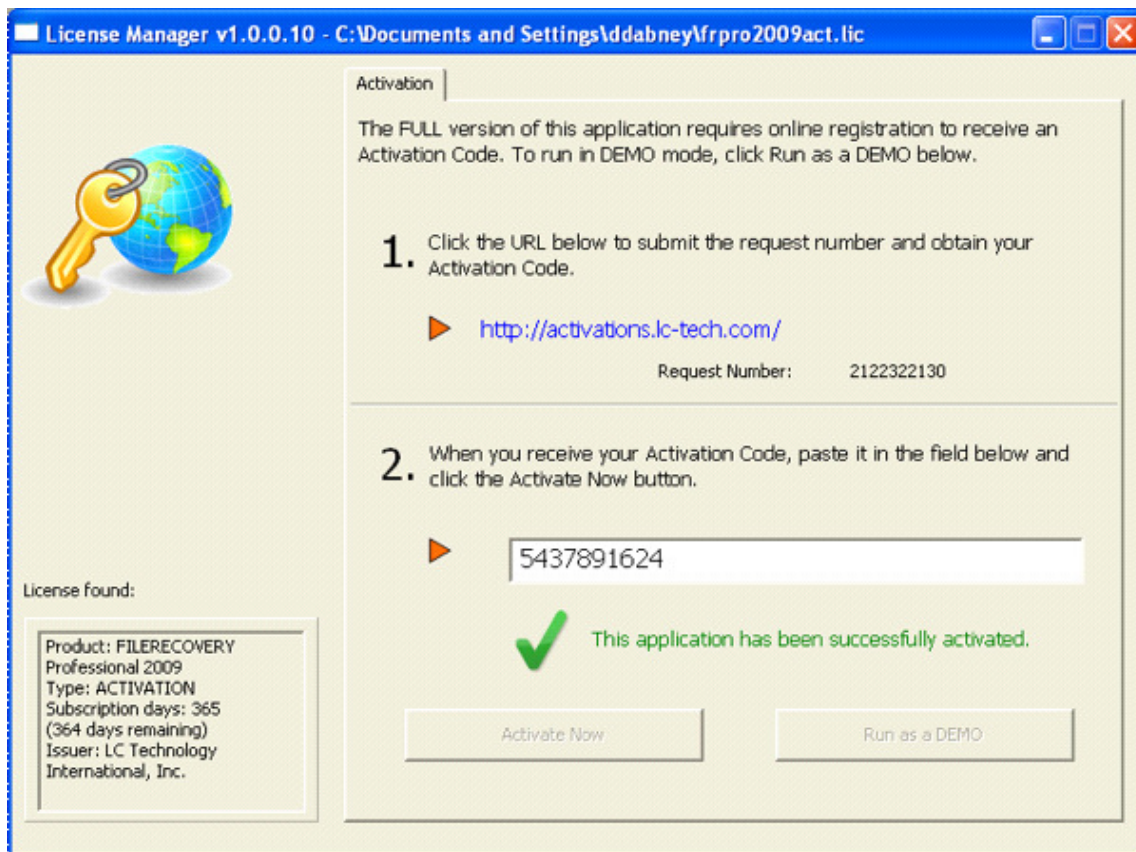 License Manager v1.0.0.10 - C:\Documents and Settings\ddabney\frpro2009act.lic
Activation
The FULL version of this application requires online registration to receive an
Activation Code. To run in DEMO mode, click Run as a DEMO below.
1. Click the URL below to submit the request number and obtain your
Activation Code.
http://activations.lc-tech.com/
Request Number: 2122322130
2. When you receive your Activation Code, paste it in the field below and
click the Activate Now button.
5437891624
This application has been successfully activated.
Activate Now
Run as a DEMO
License found:
Product: FILERECOVERY
Professional 2009
Type: ACTIVATION
Subscription days: 365
(364 days remaining)
Issuer: LC Technology
International, Inc.